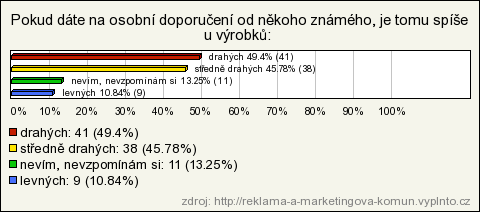 Pokud dáte na osobní doporučení od někoho známého, je tomu spíše
u výrobků:
drahých 49.4% (41)
středně drahých 45.78% (38)
nevím, nevzpomínám si 13.25% (11)
levných 10.84% (9)
0% 10% 20% 30% 40% 50% 60% 70% 80% 90% 100%
drahých: 41 (49.4%)
středně drahých: 38 (45.78%)
nevím, nevzpomínám si: 11 (13.25%)
levných: 9 (10.84%)
zdroj: http://reklama-a-marketingova-komun.vyplnto.cz